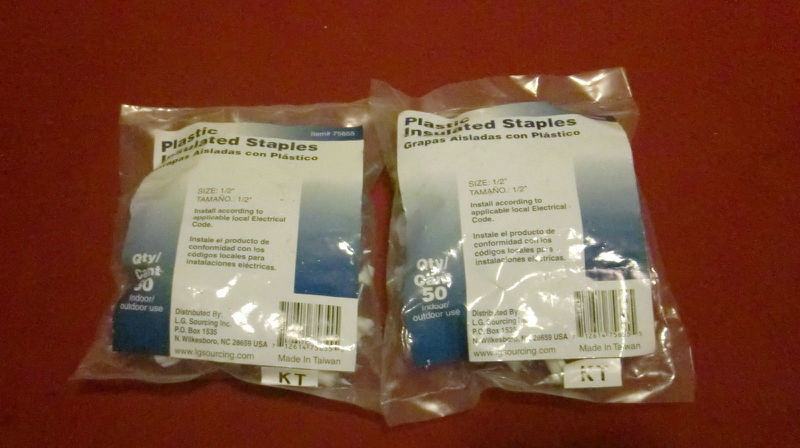 Plastic
Insulated Staples
Grapas Aisladas con Plástico
Item# 75655
SIZE: 1/2"
TAMAÑO.: 1/2"
Install according to
applicable local Electrical
Code.
Instale el producto de
conformidad con los
códigos locales para
instalaciones eléctricas.
Qty/
Cant
50
Indoor/
outdoor use
Distributed By:
L.G. Sourcing Inc.
P.O. Box 1535
N. Wilkesboro, NC 28659 USA
www.lgsourcing.com
Made In Taiwan
KT
Plastic
Insulated Staples
Grapas Aisladas con Plástico
SIZE: 1/2"
TAMAÑO.: 1/2"
Install according to
applicable local Electrical
Code.
Instale el producto de
conformidad con los
códigos locales para
instalaciones eléctricas.
Qty/
Cant
50
Indoor/
outdoor use
Distributed By:
L.G. Sourcing Inc.
P.O. Box 1535
N. Wilkesboro, NC 28659 USA
7 12614 75655 5
www.lgsourcing.com
Made In Taiwan
KT